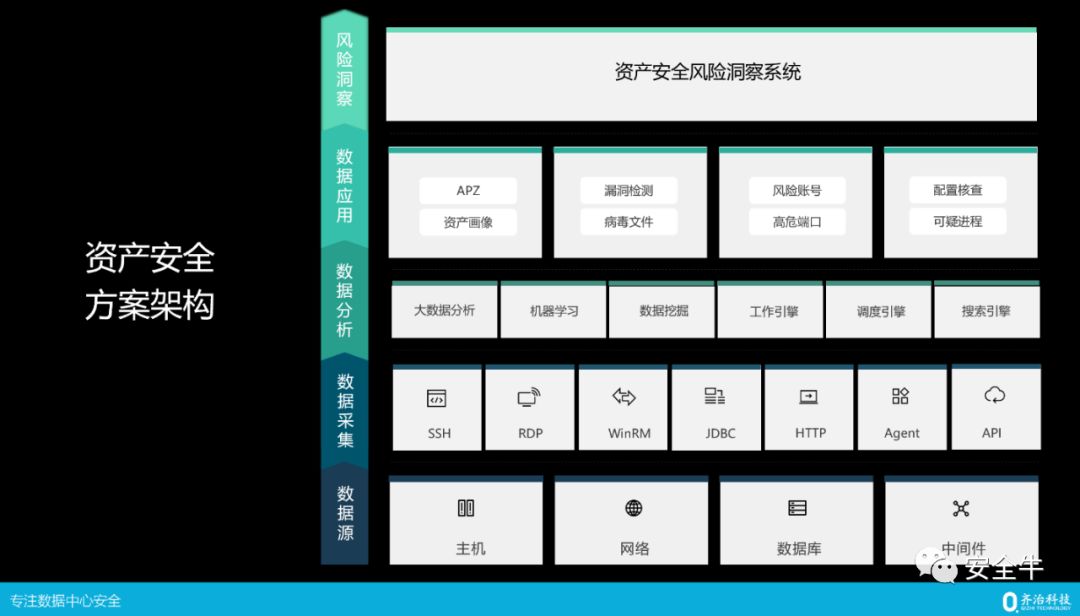 资产安全
方案架构
风险洞察
资产安全风险洞察系统
数据应用
APZ
资产画像
漏洞检测
病毒文件
风险账号
高危端口
配置核查
可疑进程
数据分析
大数据分析
机器学习
数据挖掘
工作引擎
调度引擎
搜索引擎
数据采集
SSH
RDP
WinRM
JDBC
HTTP
Agent
API
数据源
主机
网络
数据库
中间件
安全牛
专注数据中心安全
齐治科技
QIZHI TECHNOLOGY